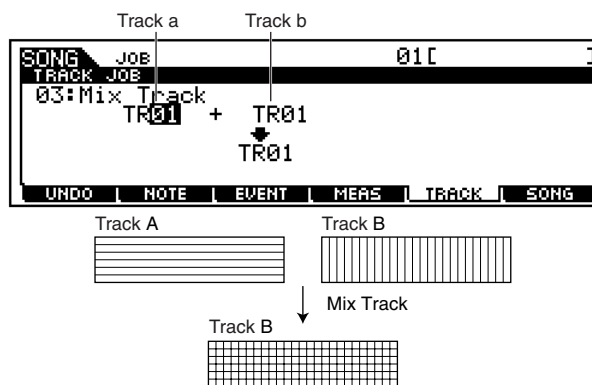 Track a Track b
SONG JOB 01[ ]
TRACK JOB
03:Mix Track
TR01 + TR01
TR01
UNDO NOTE EVENT MEAS TRACK SONG
Track A Track B
Mix Track
Track B